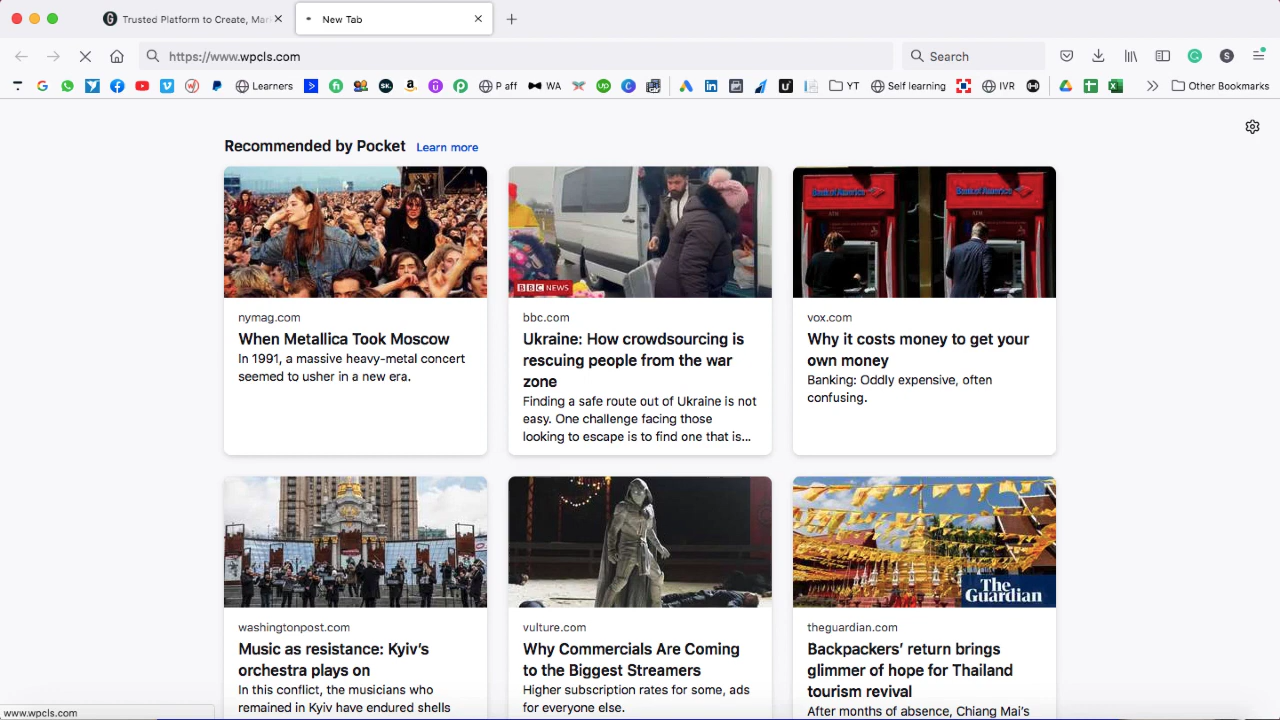 Trusted Platform to Create, Mar
New Tab
https://www.wpcls.com
Search
Learners
P aff
WA
YT
Self learning
IVR
Other Bookmarks
Recommended by Pocket Learn more
Bank of America
Bank of America
ATM
ATM
BBC NEWS
nymag.com
When Metallica Took Moscow
In 1991, a massive heavy-metal concert
seemed to usher in a new era.
bbc.com
Ukraine: How crowdsourcing is
rescuing people from the war
zone
Finding a safe route out of Ukraine is not
easy. One challenge facing those
looking to escape is to find one that is...
vox.com
Why it costs money to get your
own money
Banking: Oddly expensive, often
confusing.
The
Guardian
washingtonpost.com
Music as resistance: Kyiv's
orchestra plays on
In this conflict, the musicians who
remained in Kyiv have endured shells
vulture.com
Why Commercials Are Coming
to the Biggest Streamers
Higher subscription rates for some, ads
for everyone else.
theguardian.com
Backpackers' return brings
glimmer of hope for Thailand
tourism revival
After months of absence, Chiang Mai's
www.wpcls.com